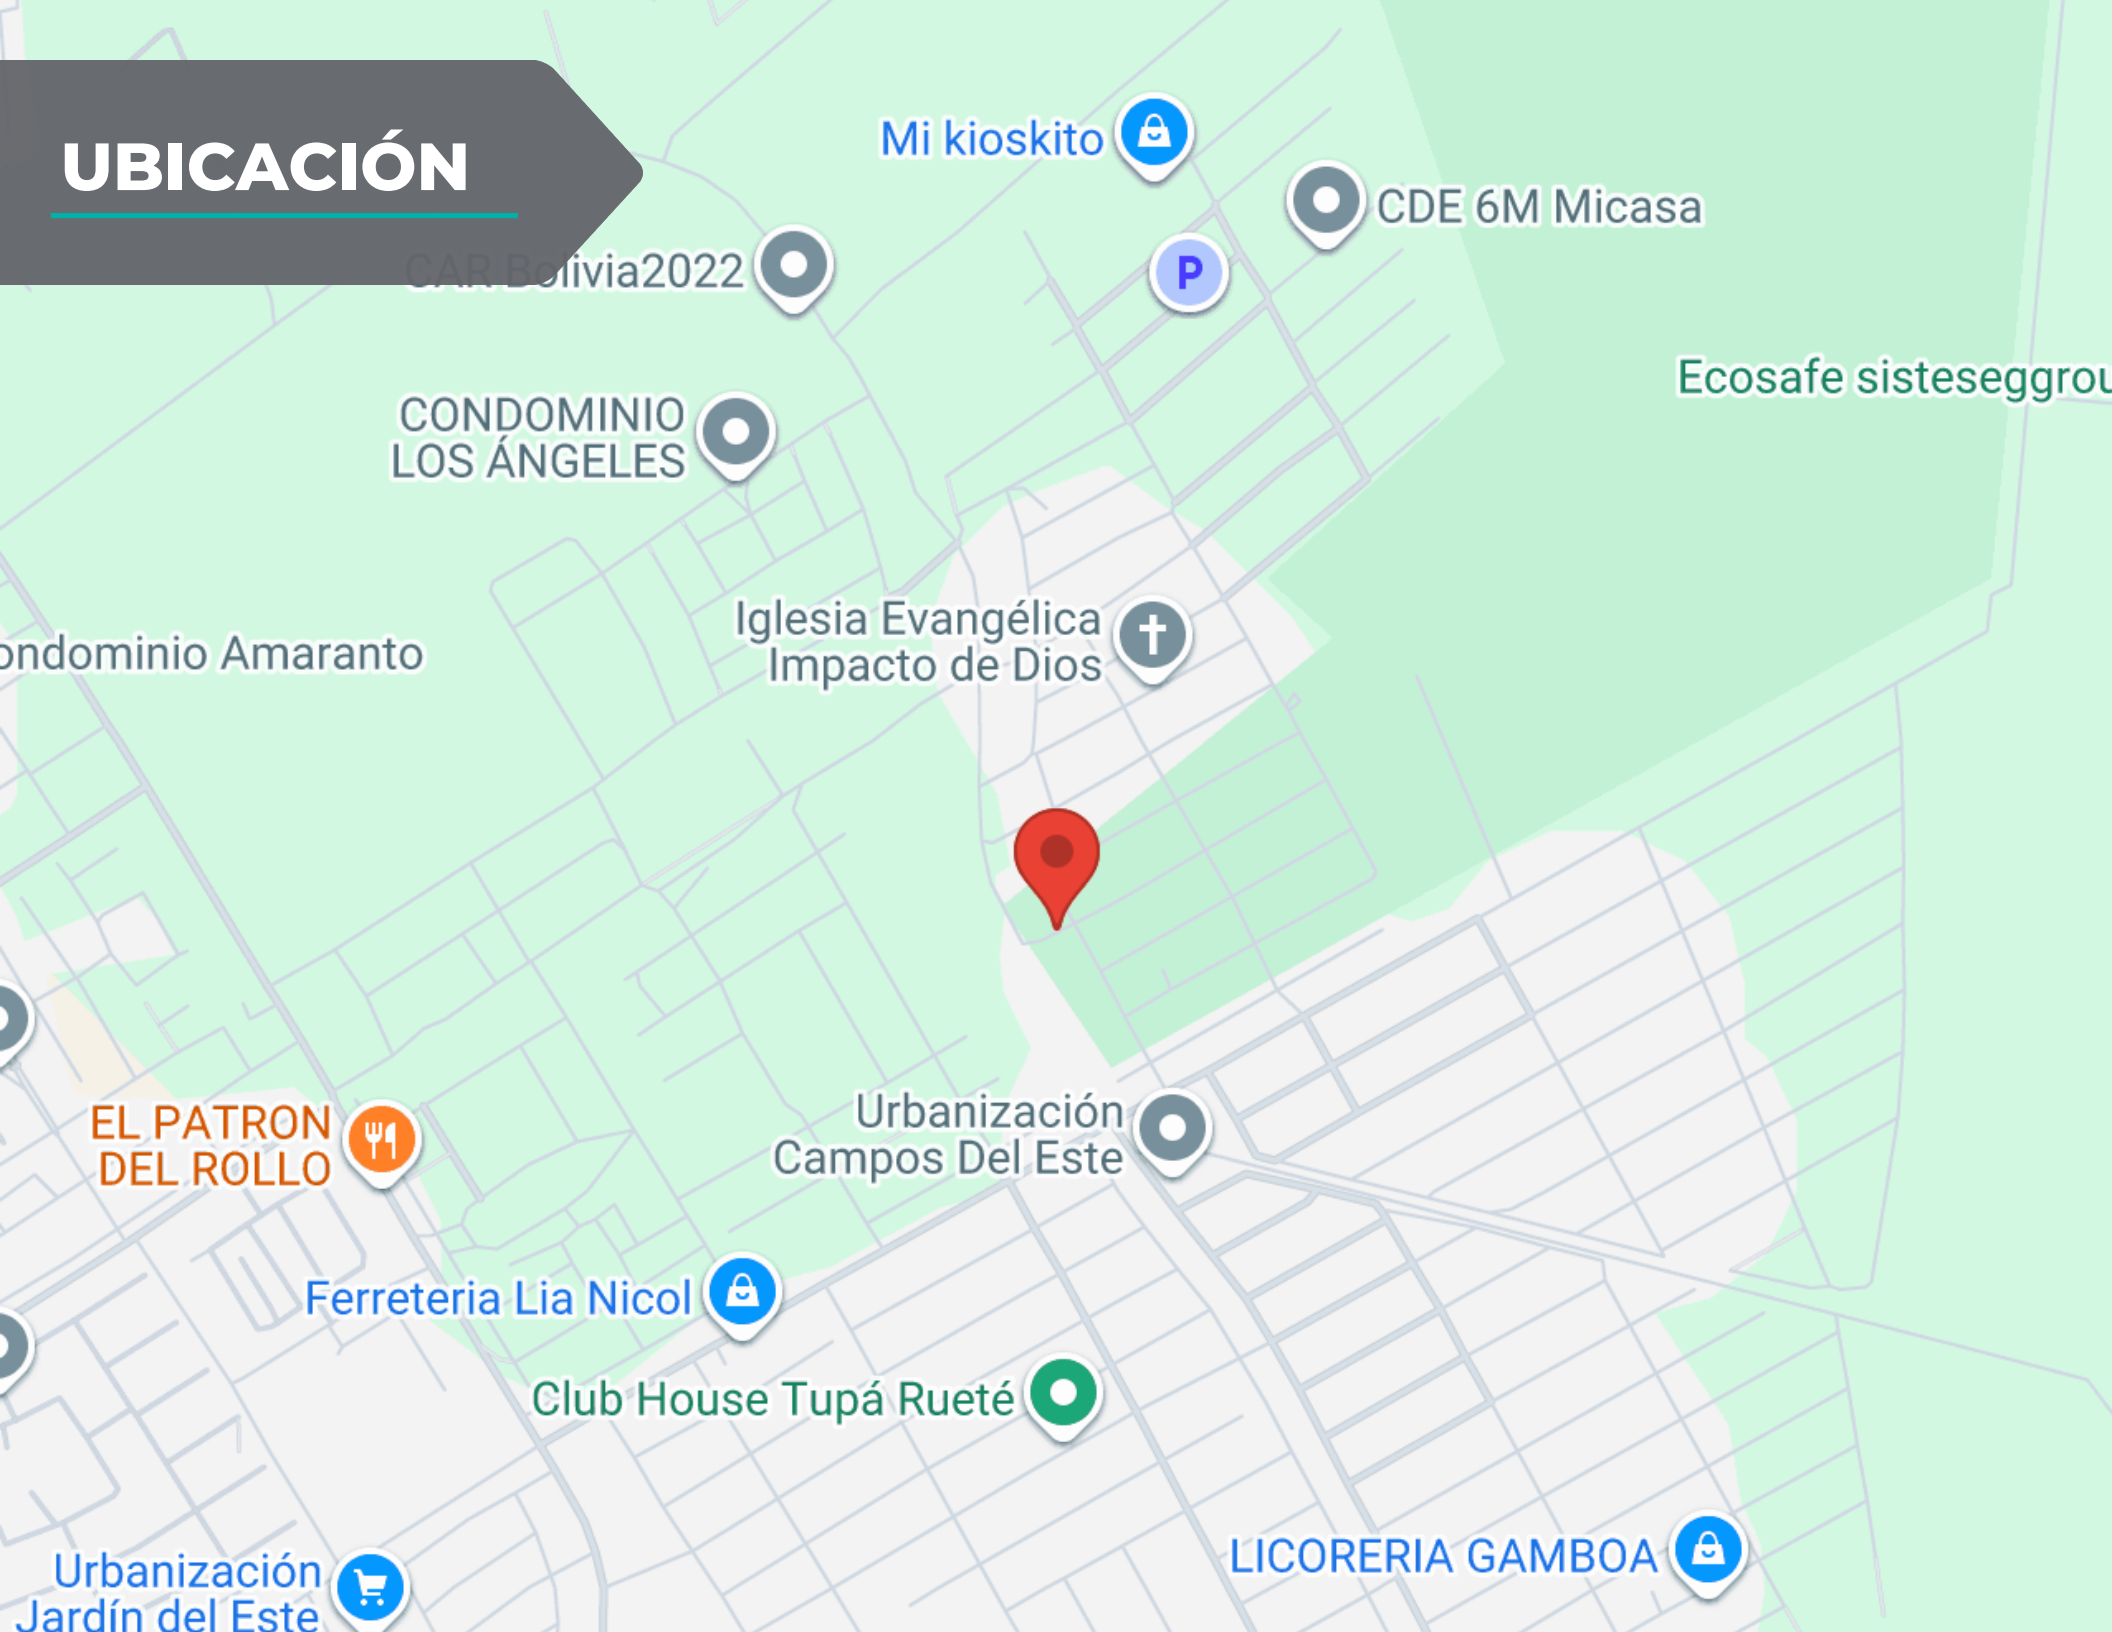 UBICACIÓN
Mi kioskito
CDE 6M Micasa
P
CAR Bolivia2022
Ecosafe sisteseggrou
CONDOMINIO
LOS ÁNGELES
Iglesia Evangélica
Impacto de Dios
ondominio Amaranto
Urbanización
Campos Del Este
EL PATRON
DEL ROLLO
Ferreteria Lia Nicol
Club House Tupá Rueté
LICORERIA GAMBOA
Urbanización
Jardín del Este